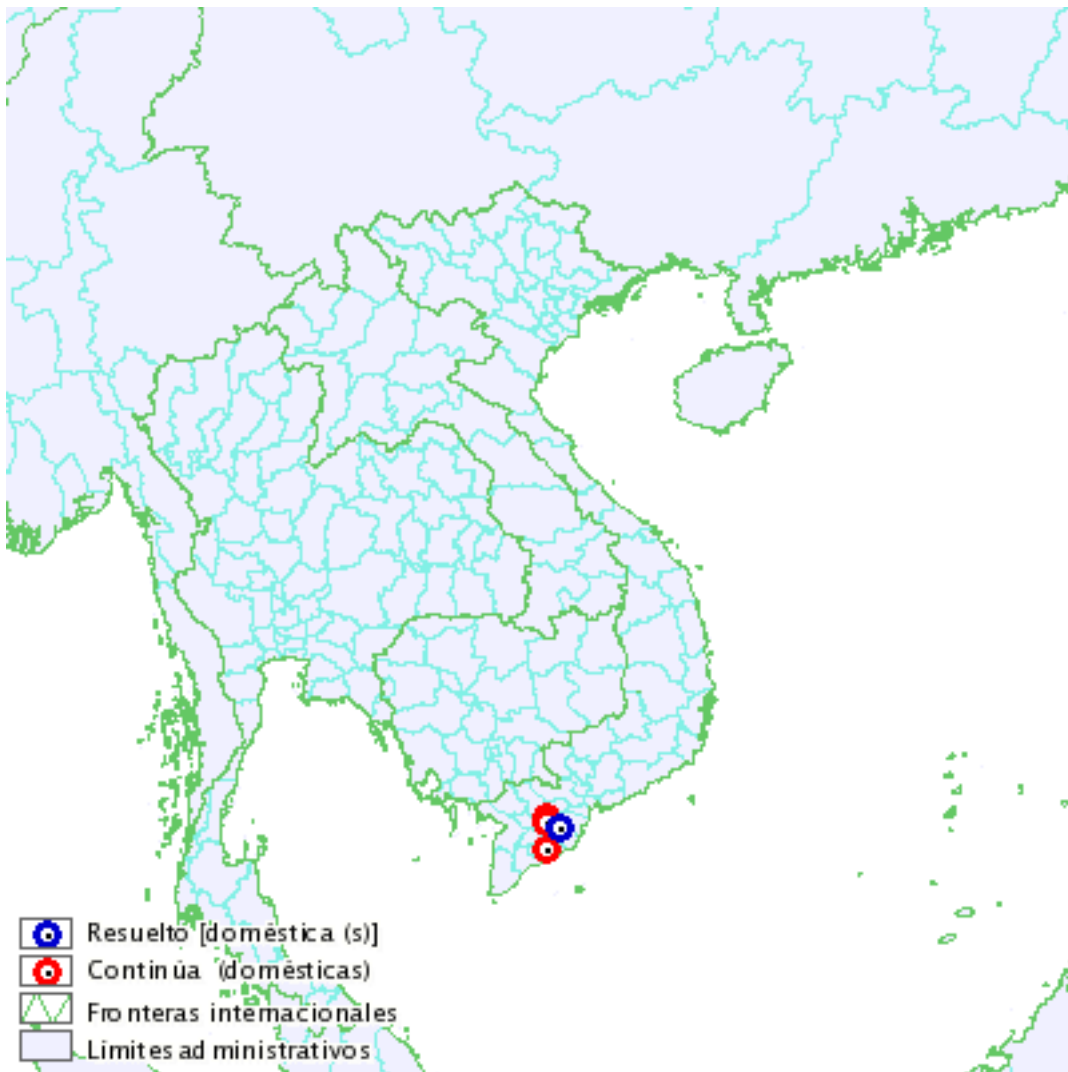 Resuelto [doméstica (s)]
Continúa (domésticas)
Fronteras internacionales
Límites administrativos